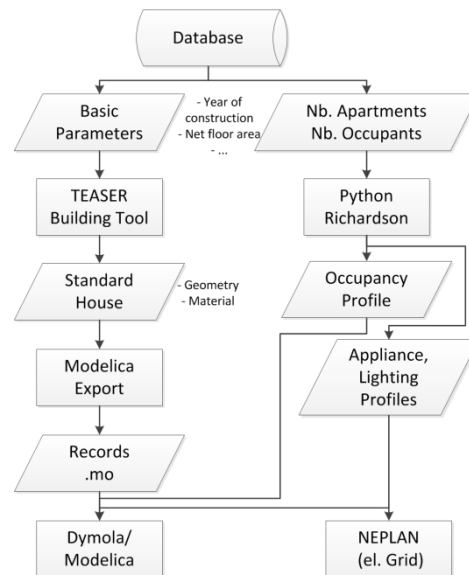 Database
Basic
Parameters
- Year of
construction
- Net floor area
- ...
Nb. Apartments
Nb. Occupants
TEASER
Building Tool
Python
Richardson
Standard
House
- Geometry
- Material
Occupancy
Profile
Modelica
Export
Appliance,
Lighting
Profiles
Records
.mo
Dymola/
Modelica
NEPLAN
(el. Grid)